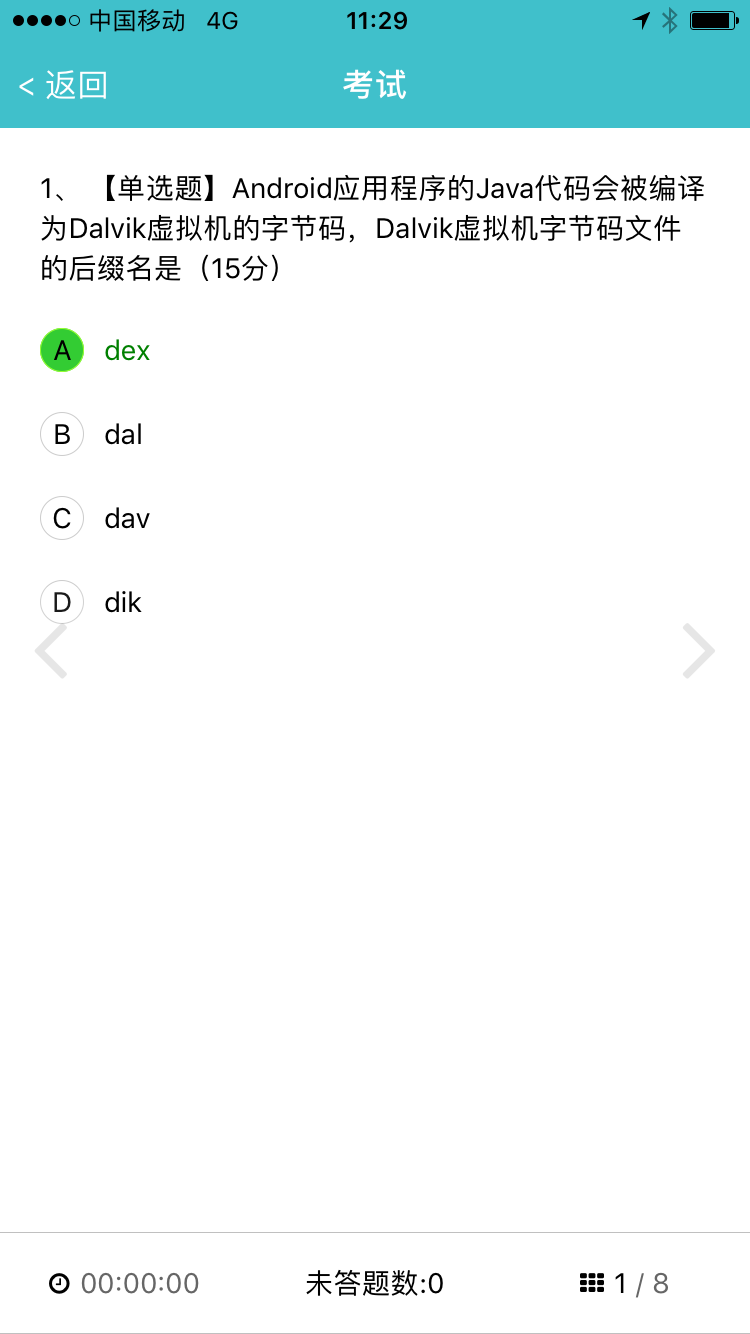 中国移动 4G 11:29
< 返回 考试
1、 【单选题】Android应用程序的Java代码会被编译
为Dalvik虚拟机的字节码，Dalvik虚拟机字节码文件
的后缀名是（15分）
A dex
B dal
C dav
D dik
00:00:00 未答题数:0 1 / 8